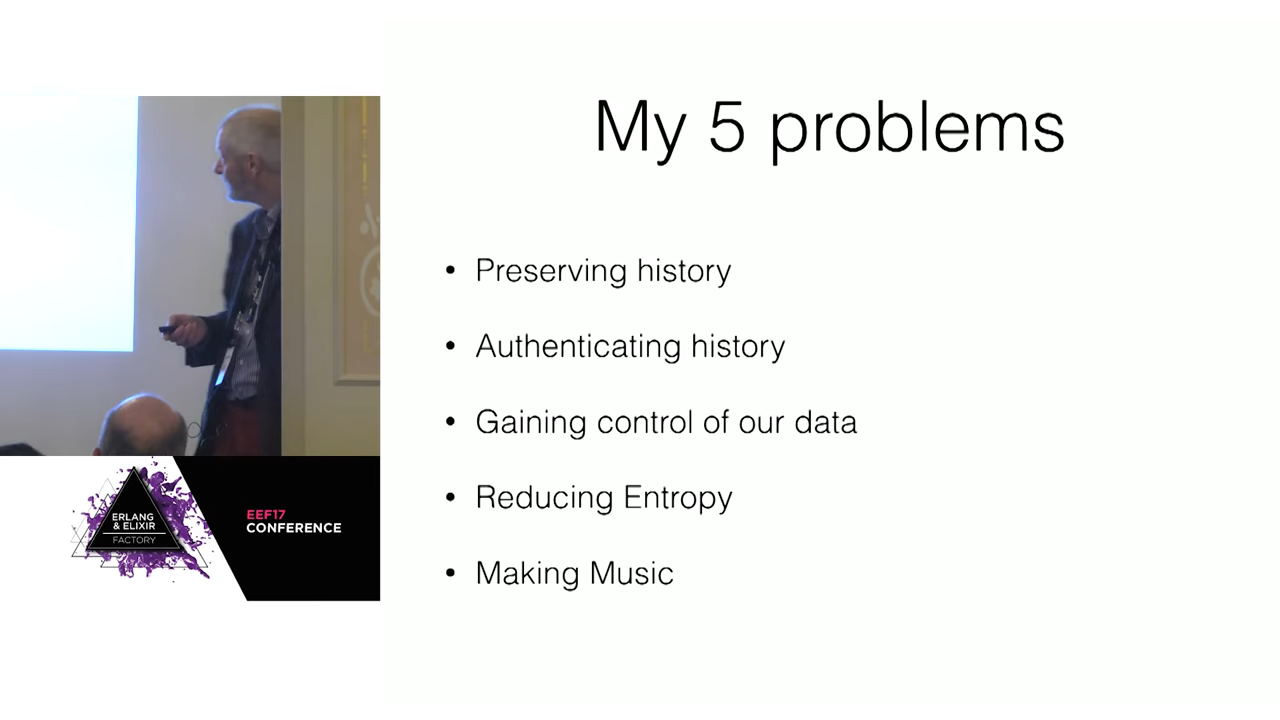 My 5 problems
• Preserving history
• Authenticating history
• Gaining control of our data
• Reducing Entropy
• Making Music
ERLANG
& ELIXIR
FACTORY
EEF17
CONFERENCE